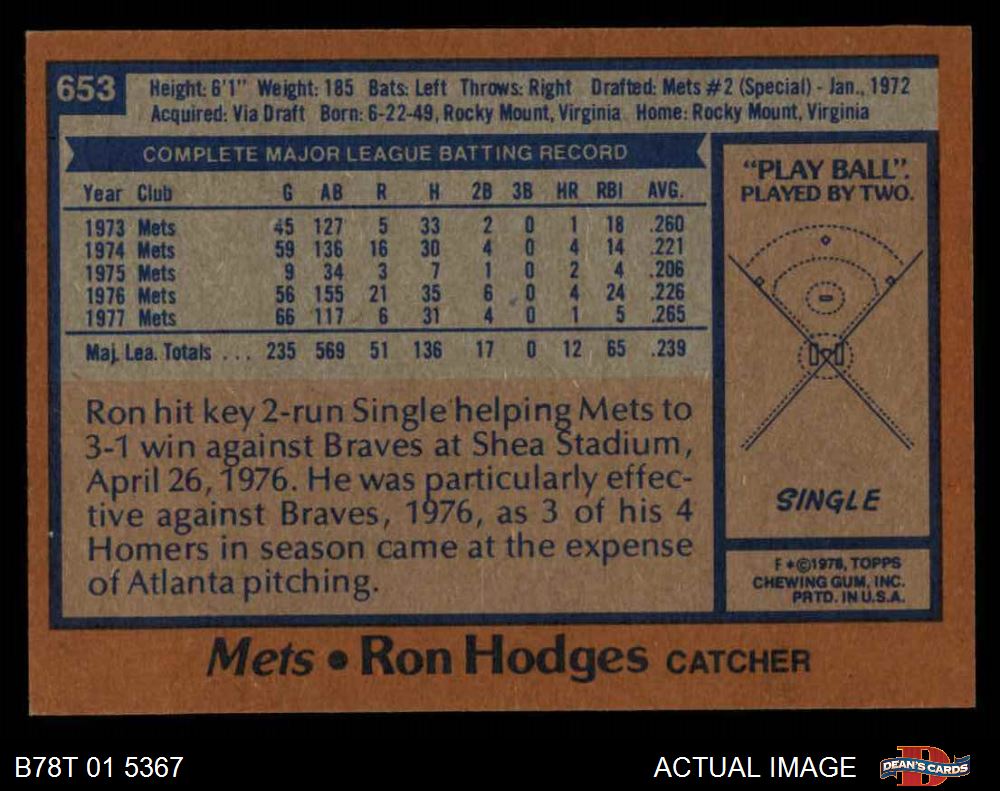 653
Height: 6'1" Weight: 185 Bats: Left Throws: Right Drafted: Mets #2 (Special) - Jan., 1972
Acquired: Via Draft Born: 6-22-49, Rocky Mount, Virginia Home: Rocky Mount, Virginia
COMPLETE MAJOR LEAGUE BATTING RECORD
Year Club G AB R H 2B 3B HR RBI AVG.
1973 Mets 45 127 5 33 2 0 1 18 .260
1974 Mets 59 136 16 30 4 0 4 14 .221
1975 Mets 9 34 3 7 1 0 2 4 .206
1976 Mets 56 155 21 35 6 0 4 24 .226
1977 Mets 66 117 6 31 4 0 1 5 .265
Maj. Lea. Totals . . . 235 569 51 136 17 0 12 65 .239
Ron hit key 2-run Single helping Mets to
3-1 win against Braves at Shea Stadium,
April 26, 1976. He was particularly effec-
tive against Braves, 1976, as 3 of his 4
Homers in season came at the expense
of Atlanta pitching.
"PLAY BALL".
PLAYED BY TWO.
SINGLE
F * © 1978, TOPPS
CHEWING GUM, INC.
PRTD. IN U.S.A.
Mets • Ron Hodges CATCHER
B78T 01 5367
ACTUAL IMAGE
DEAN'S CARDS